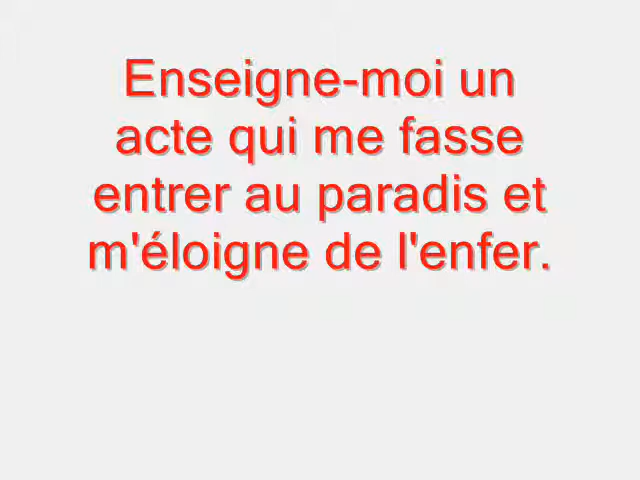 Enseigne-moi un
acte qui me fasse
entrer au paradis et
m'éloigne de l'enfer.